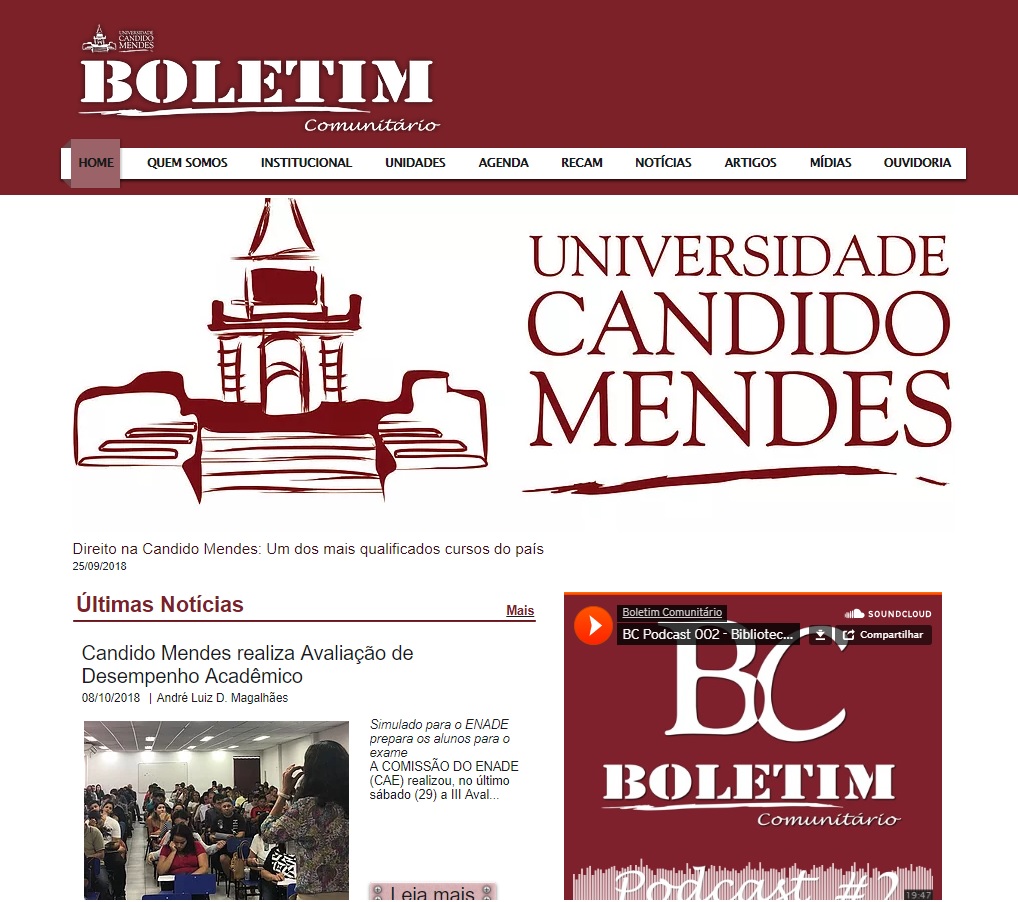 UNIVERSIDADE
CANDIDO
MENDES
BOLETIM
Comunitário
HOME QUEM SOMOS INSTITUCIONAL UNIDADES AGENDA RECAM NOTÍCIAS ARTIGOS MÍDIAS OUVIDORIA
UNIVERSIDADE
CANDIDO
MENDES
Direito na Candido Mendes: Um dos mais qualificados cursos do país
25/09/2018
Últimas Notícias
Mais
Candido Mendes realiza Avaliação de
Desempenho Acadêmico
08/10/2018 | André Luiz D. Magalhães
Simulado para o ENADE
prepara os alunos para o
exame
A COMISSÃO DO ENADE
(CAE) realizou, no último
sábado (29) a III Aval...
Leia mais
Boletim Comunitário
SOUNDCLOUD
BC Podcast 002 - Bibliotec...
Compartilhar
BC
BOLETIM
Comunitário
Podcast #2
19:47